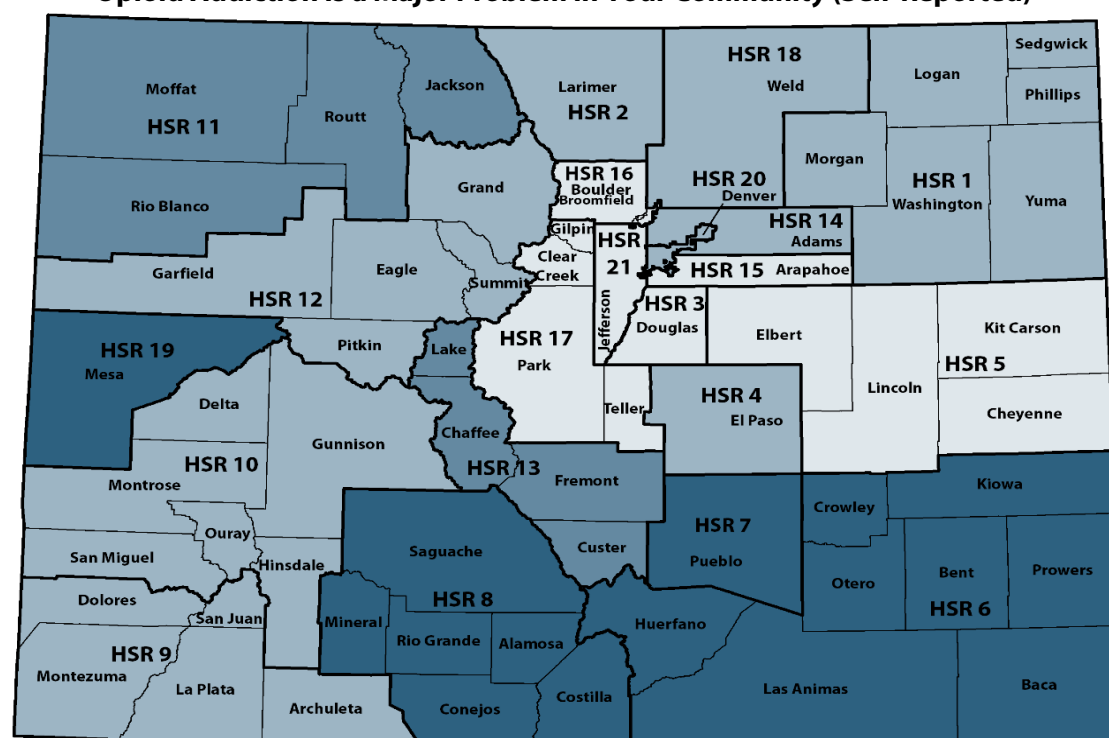 Opioid Addiction is a Major Problem in Your Community (Self-Reported)
Sedgwick
HSR 18
Logan
Jackson
Moffat
Larimer
Weld
Phillips
HSR 2
Routt
HSR 11
Morgan
HSR 16
Boulder
Broomfield
HSR 20
Denver
HSR 1
Washington
Grand
Yuma
Rio Blanco
HSR 14
Adams
Gilpin
HSR
21
Jefferson
Clear
Creek
HSR 15
Arapahoe
Garfield
Eagle
Summit
HSR 12
HSR 3
Douglas
Elbert
Kit Carson
HSR 17
Park
HSR 5
HSR 19
Mesa
Pitkin
Lake
Lincoln
HSR 4
El Paso
Delta
Teller
Cheyenne
Chaffee
Gunnison
HSR 10
HSR 13
Montrose
Fremont
Kiowa
Crowley
HSR 7
Pueblo
Ouray
San Miguel
Hinsdale
Saguache
Custer
Otero
Bent
Prowers
HSR 6
Dolores
San Juan
HSR 8
Mineral
Rio Grande
Alamosa
Huerfano
HSR 9
Montezuma
La Plata
Archuleta
Conejos
Costilla
Las Animas
Baca